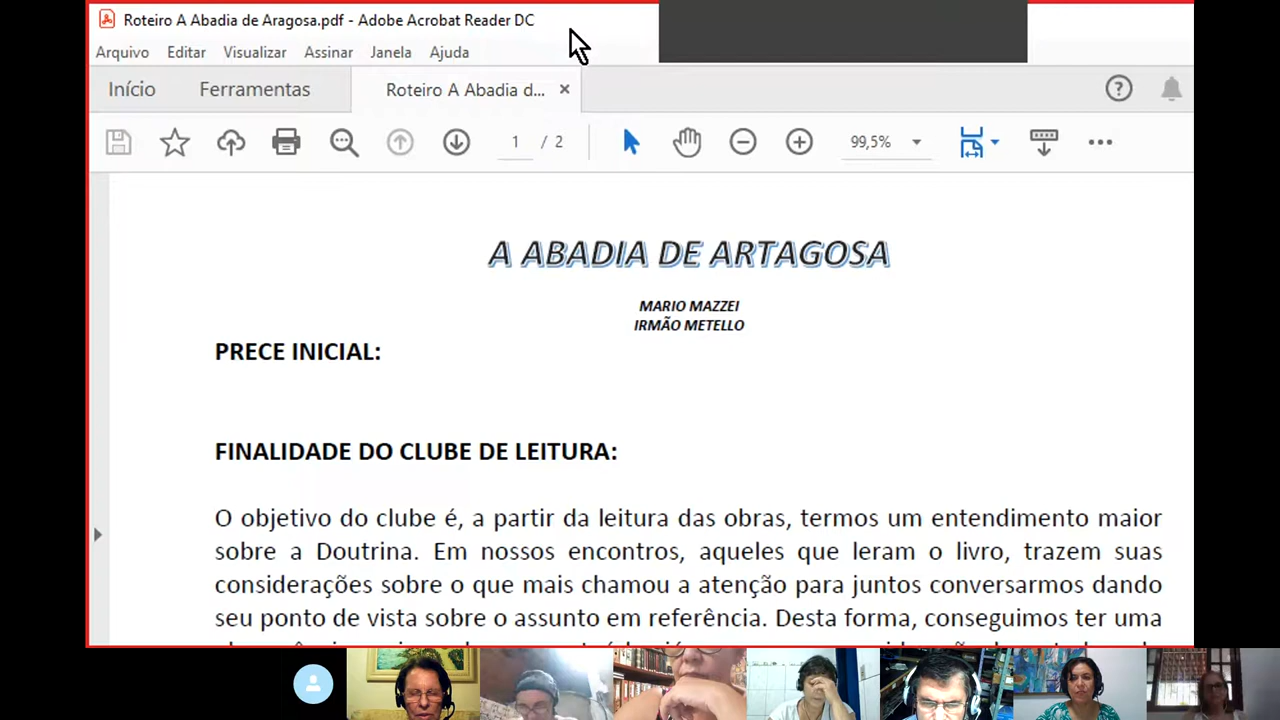 Roteiro A Abadia de Aragosa.pdf - Adobe Acrobat Reader DC
Arquivo Editar Visualizar Assinar Janela Ajuda
Início Ferramentas Roteiro A Abadia d... ×
1 / 2 99,5%
A ABADIA DE ARTAGOSA
MARIO MAZZEI
IRMÃO METELLO
PRECE INICIAL:
FINALIDADE DO CLUBE DE LEITURA:
O objetivo do clube é, a partir da leitura das obras, termos um entendimento maior
sobre a Doutrina. Em nossos encontros, aqueles que leram o livro, trazem suas
considerações sobre o que mais chamou a atenção para juntos conversarmos dando
seu ponto de vista sobre o assunto em referência. Desta forma, conseguimos ter uma